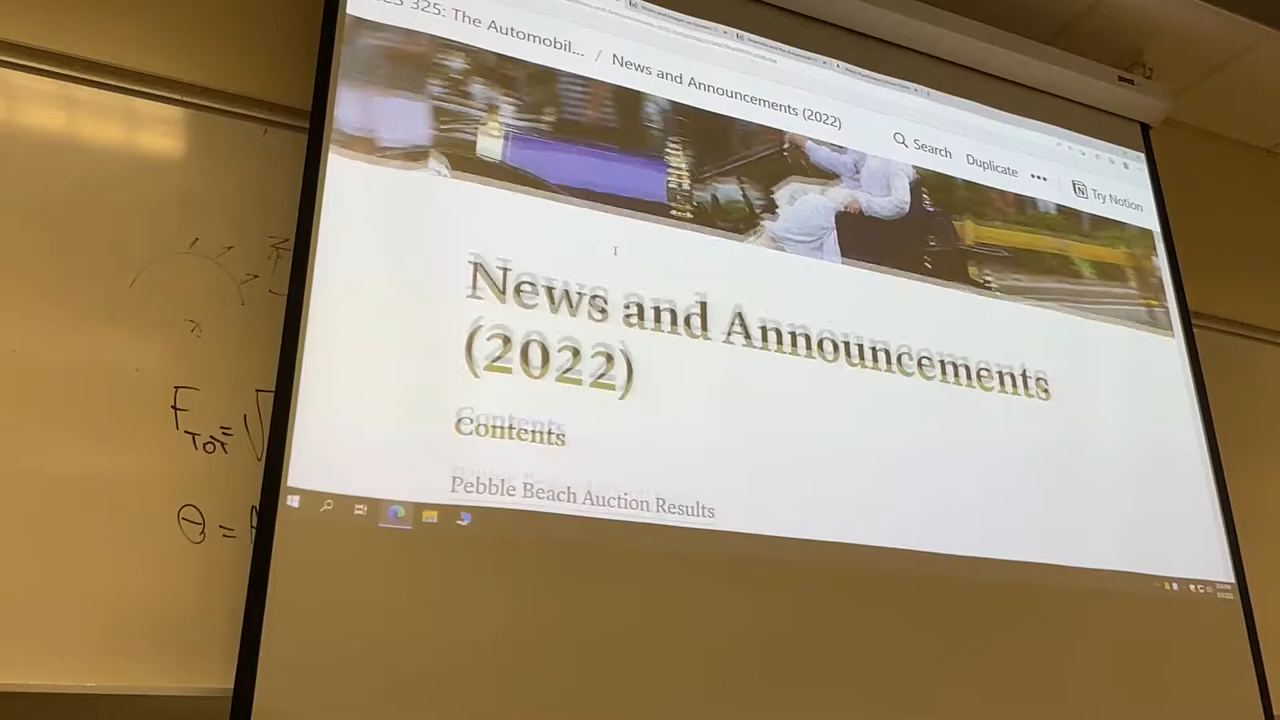 325: The Automobil... / News and Announcements (2022)
Search Duplicate ••• Try Notion
News and Announcements
(2022)
Contents
Pebble Beach Auction Results
F TOT =
Θ =